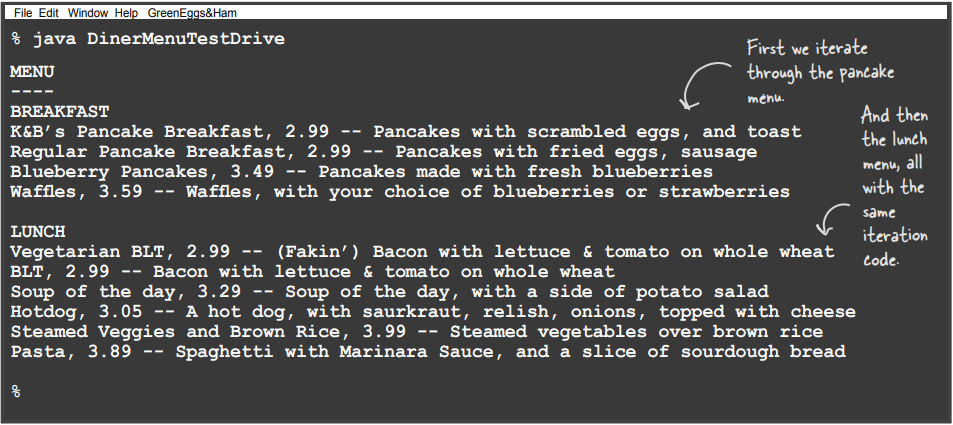 File Edit Window Help GreenEggs&Ham
% java DinerMenuTestDrive
MENU
----
BREAKFAST
K&B’s Pancake Breakfast, 2.99 -- Pancakes with scrambled eggs, and toast
Regular Pancake Breakfast, 2.99 -- Pancakes with fried eggs, sausage
Blueberry Pancakes, 3.49 -- Pancakes made with fresh blueberries
Waffles, 3.59 -- Waffles, with your choice of blueberries or strawberries
LUNCH
Vegetarian BLT, 2.99 -- (Fakin’) Bacon with lettuce & tomato on whole wheat
BLT, 2.99 -- Bacon with lettuce & tomato on whole wheat
Soup of the day, 3.29 -- Soup of the day, with a side of potato salad
Hotdog, 3.05 -- A hot dog, with saurkraut, relish, onions, topped with cheese
Steamed Veggies and Brown Rice, 3.99 -- Steamed vegetables over brown rice
Pasta, 3.89 -- Spaghetti with Marinara Sauce, and a slice of sourdough bread
%
First we iterate
through the pancake
menu.
And then
the lunch
menu, all
with the
same
iteration
code.